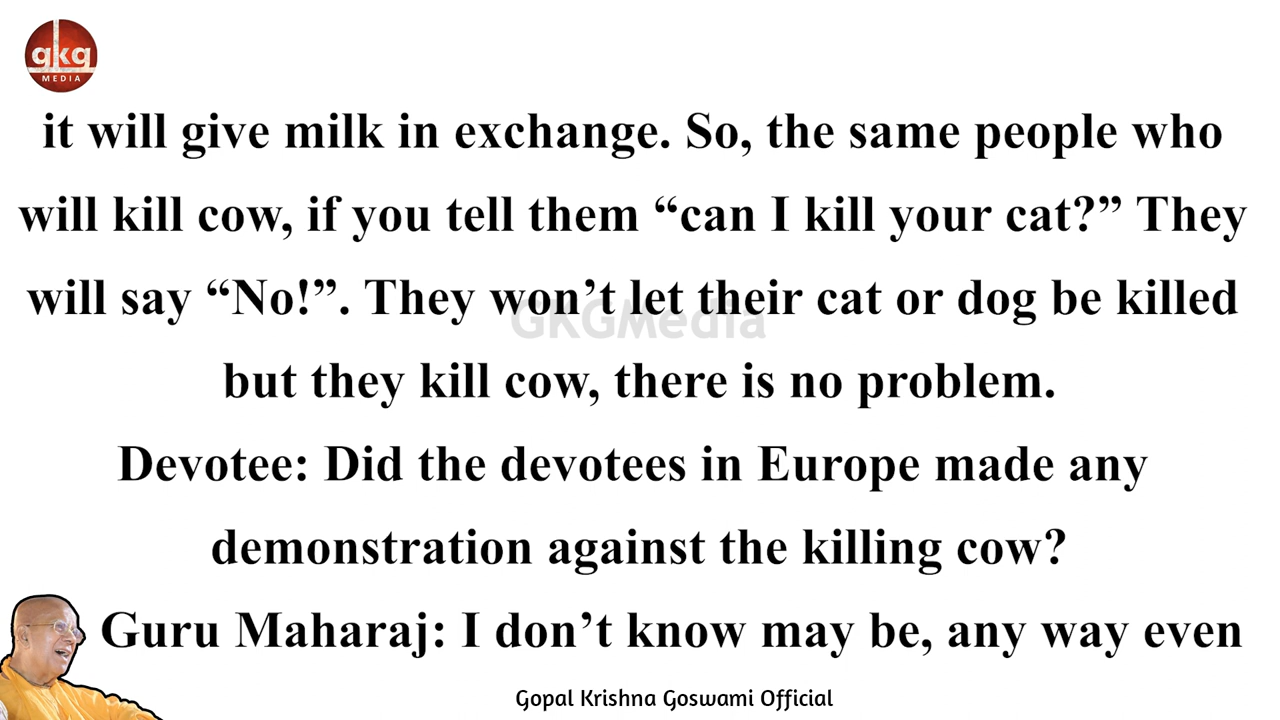 gkg
MEDIA
it will give milk in exchange. So, the same people who
will kill cow, if you tell them “can I kill your cat?” They
will say “No!”. They won’t let their cat or dog be killed
GKGMedia
but they kill cow, there is no problem.
Devotee: Did the devotees in Europe made any
demonstration against the killing cow?
Guru Maharaj: I don’t know may be, any way even
Gopal Krishna Goswami Official